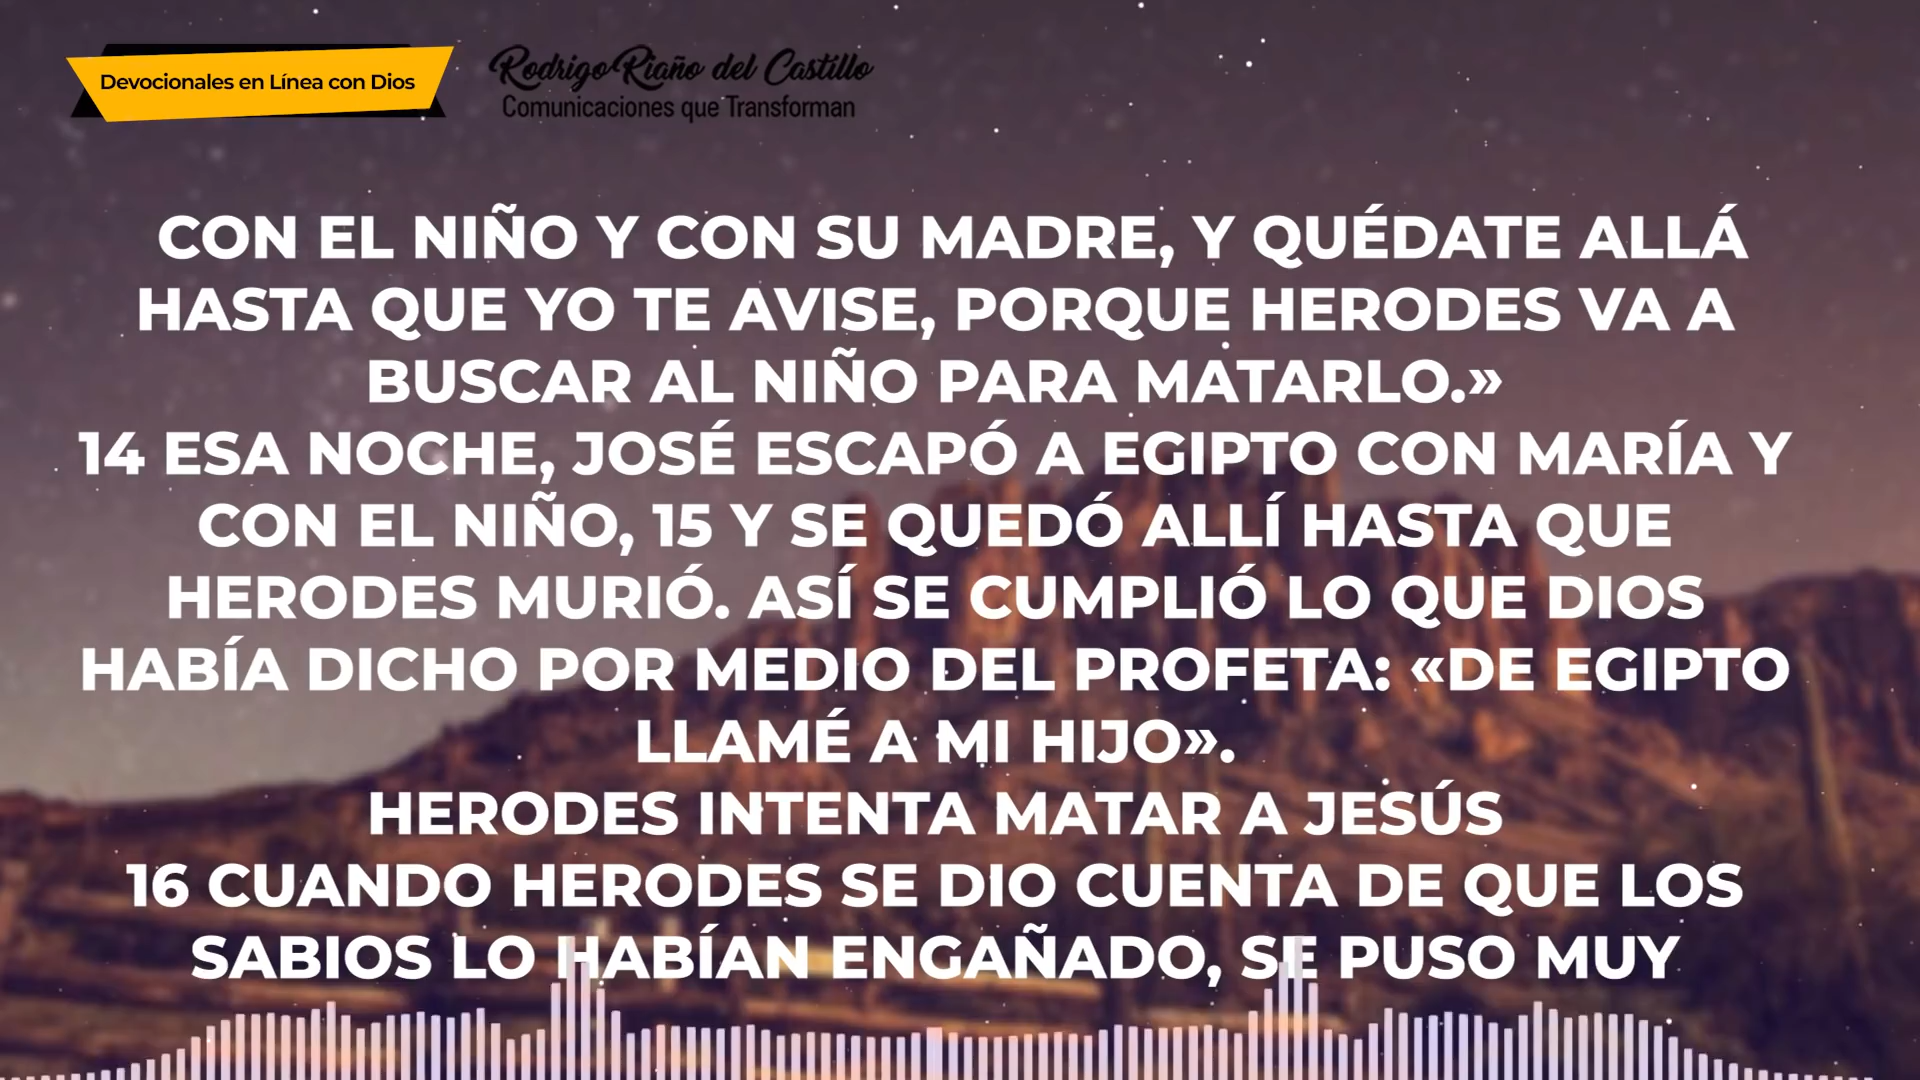 Devocionales en Línea con Dios
Rodrigo Riaño del Castillo
Comunicaciones que Transforman
CON EL NIÑO Y CON SU MADRE, Y QUÉDATE ALLÁ
HASTA QUE YO TE AVISE, PORQUE HERODES VA A
BUSCAR AL NIÑO PARA MATARLO.»
14 ESA NOCHE, JOSÉ ESCAPÓ A EGIPTO CON MARÍA Y
CON EL NIÑO, 15 Y SE QUEDÓ ALLÍ HASTA QUE
HERODES MURIÓ. ASÍ SE CUMPLIÓ LO QUE DIOS
HABÍA DICHO POR MEDIO DEL PROFETA: «DE EGIPTO
LLAMÉ A MI HIJO».
HERODES INTENTA MATAR A JESÚS
16 CUANDO HERODES SE DIO CUENTA DE QUE LOS
SABIOS LO HABÍAN ENGAÑADO, SE PUSO MUY